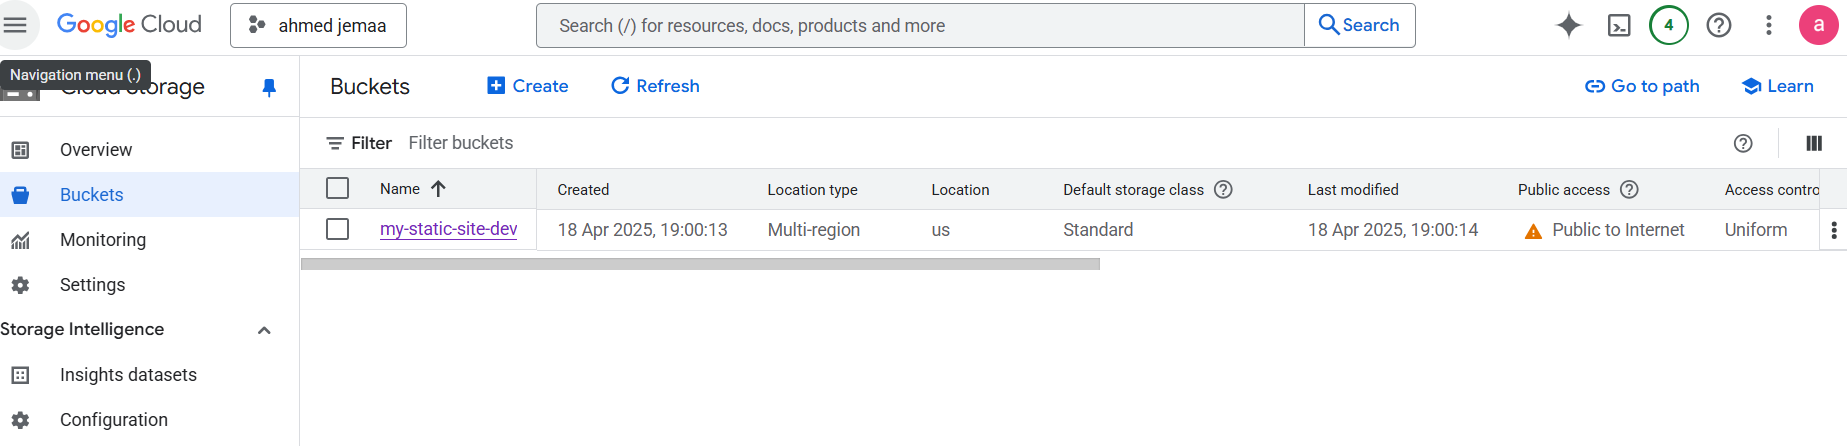 Google Cloud
ahmed jemaa
Search (/) for resources, docs, products and more
Search
4
a
Navigation menu (.)
Cloud Storage
Buckets
Create
Refresh
Go to path
Learn
Overview
Buckets
Monitoring
Settings
Storage Intelligence
Insights datasets
Configuration
Filter Filter buckets
Name Created Location type Location Default storage class Last modified Public access Access contro
my-static-site-dev 18 Apr 2025, 19:00:13 Multi-region us Standard 18 Apr 2025, 19:00:14 Public to Internet Uniform